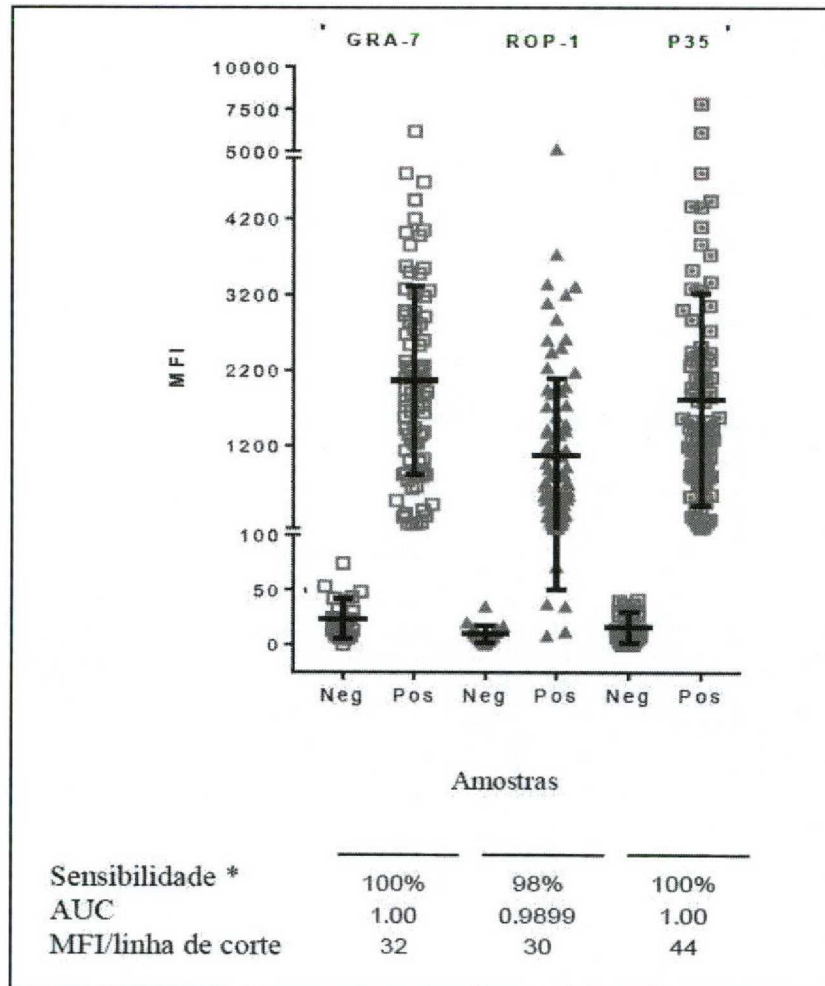 GRA-7 ROP-1 P35
10000
7500
5000
4200
3200
2200
1200
100
50
0
MFI
Neg Pos Neg Pos Neg Pos
Amostras
Sensibilidade * 100% 98% 100%
AUC 1.00 0.9899 1.00
MFI/linha de corte 32 30 44